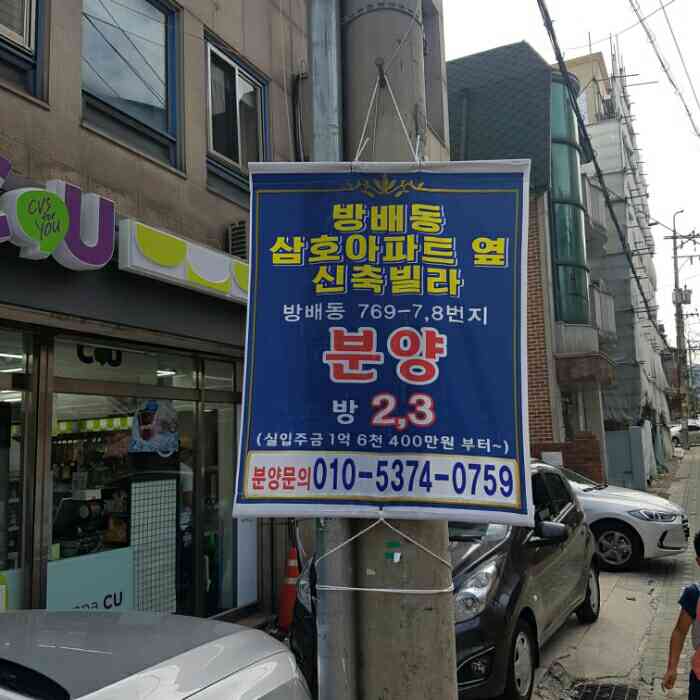 방배동
삼호아파트 옆
신축빌라
방배동 769-7,8번지
분양
방 2,3
(실입주금 1억 6천 400만원 부터~)
분양문의 010-5374-0759
CVS for YOU
CU
CU
CU